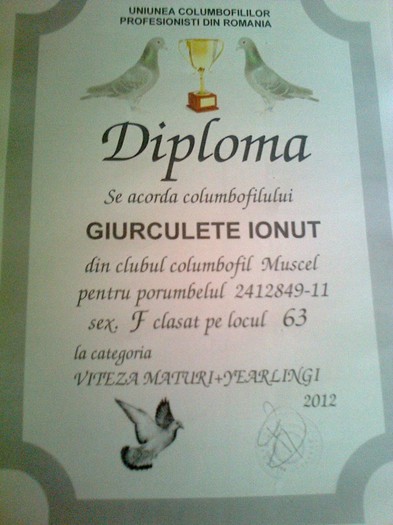 UNIUNEA COLUMBOFILILOR
PROFESIONISTI DIN ROMANIA
Diploma
Se acorda columbofilului
GIURCULETE IONUT
din clubul columbofil Muscel
pentru porumbelul 2412849-11
sex. F clasat pe locul 63
la categoria
VITEZA MATURI+YEARLINGI
2012